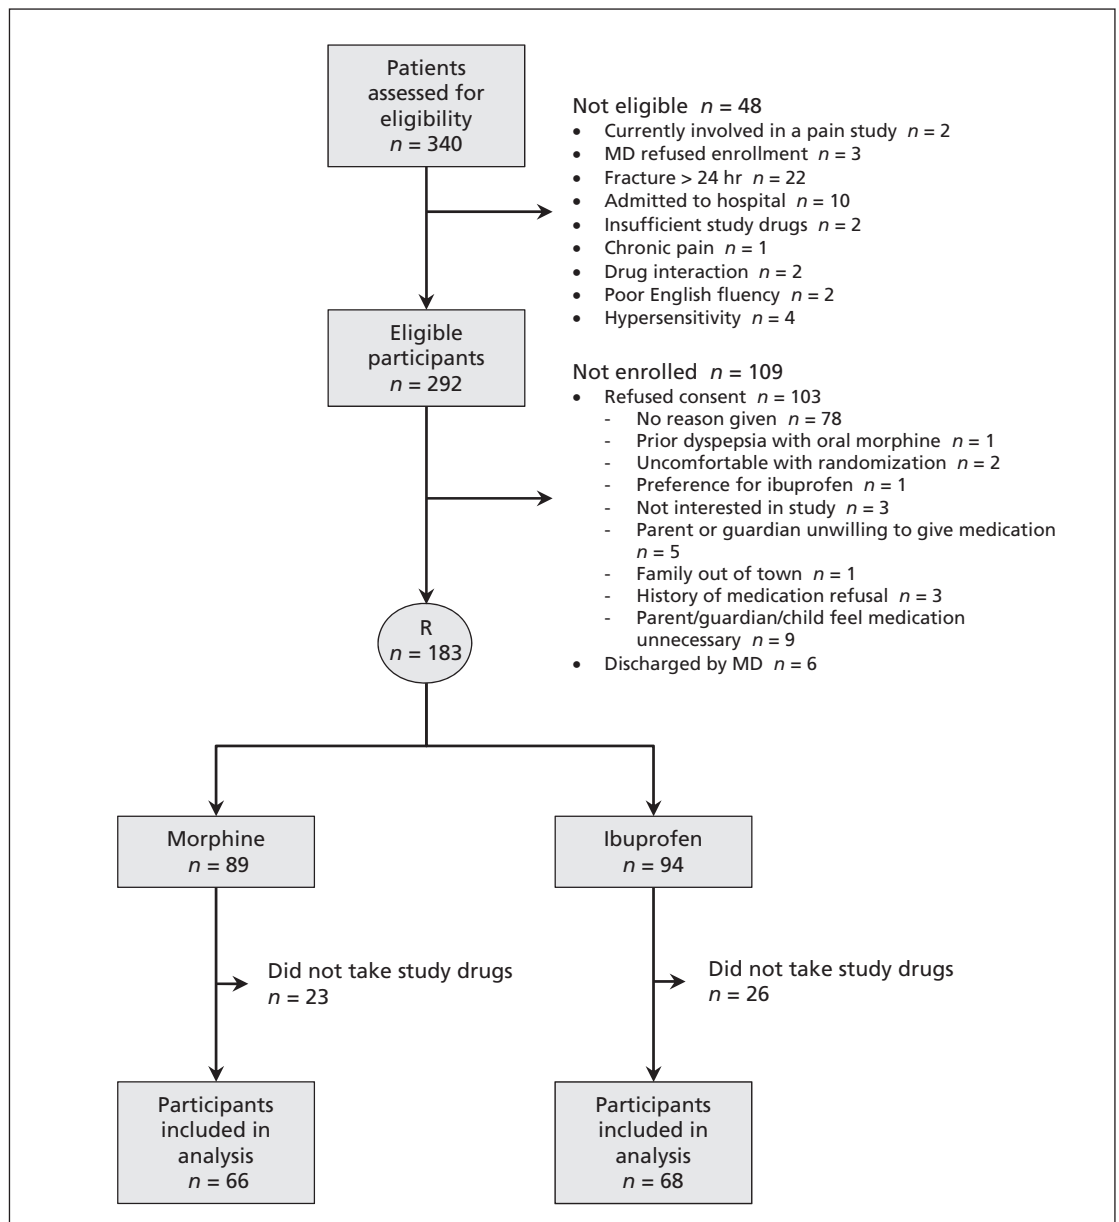 Patients
assessed for
eligibility
n = 340
Not eligible n = 48
• Currently involved in a pain study n = 2
• MD refused enrollment n = 3
• Fracture > 24 hr n = 22
• Admitted to hospital n = 10
• Insufficient study drugs n = 2
• Chronic pain n = 1
• Drug interaction n = 2
• Poor English fluency n = 2
• Hypersensitivity n = 4
Eligible
participants
n = 292
Not enrolled n = 109
• Refused consent n = 103
- No reason given n = 78
- Prior dyspepsia with oral morphine n = 1
- Uncomfortable with randomization n = 2
- Preference for ibuprofen n = 1
- Not interested in study n = 3
- Parent or guardian unwilling to give medication
n = 5
- Family out of town n = 1
- History of medication refusal n = 3
- Parent/guardian/child feel medication
unnecessary n = 9
• Discharged by MD n = 6
R
n = 183
Morphine
n = 89
Ibuprofen
n = 94
Did not take study drugs
n = 23
Did not take study drugs
n = 26
Participants
included in
analysis
n = 66
Participants
included in
analysis
n = 68